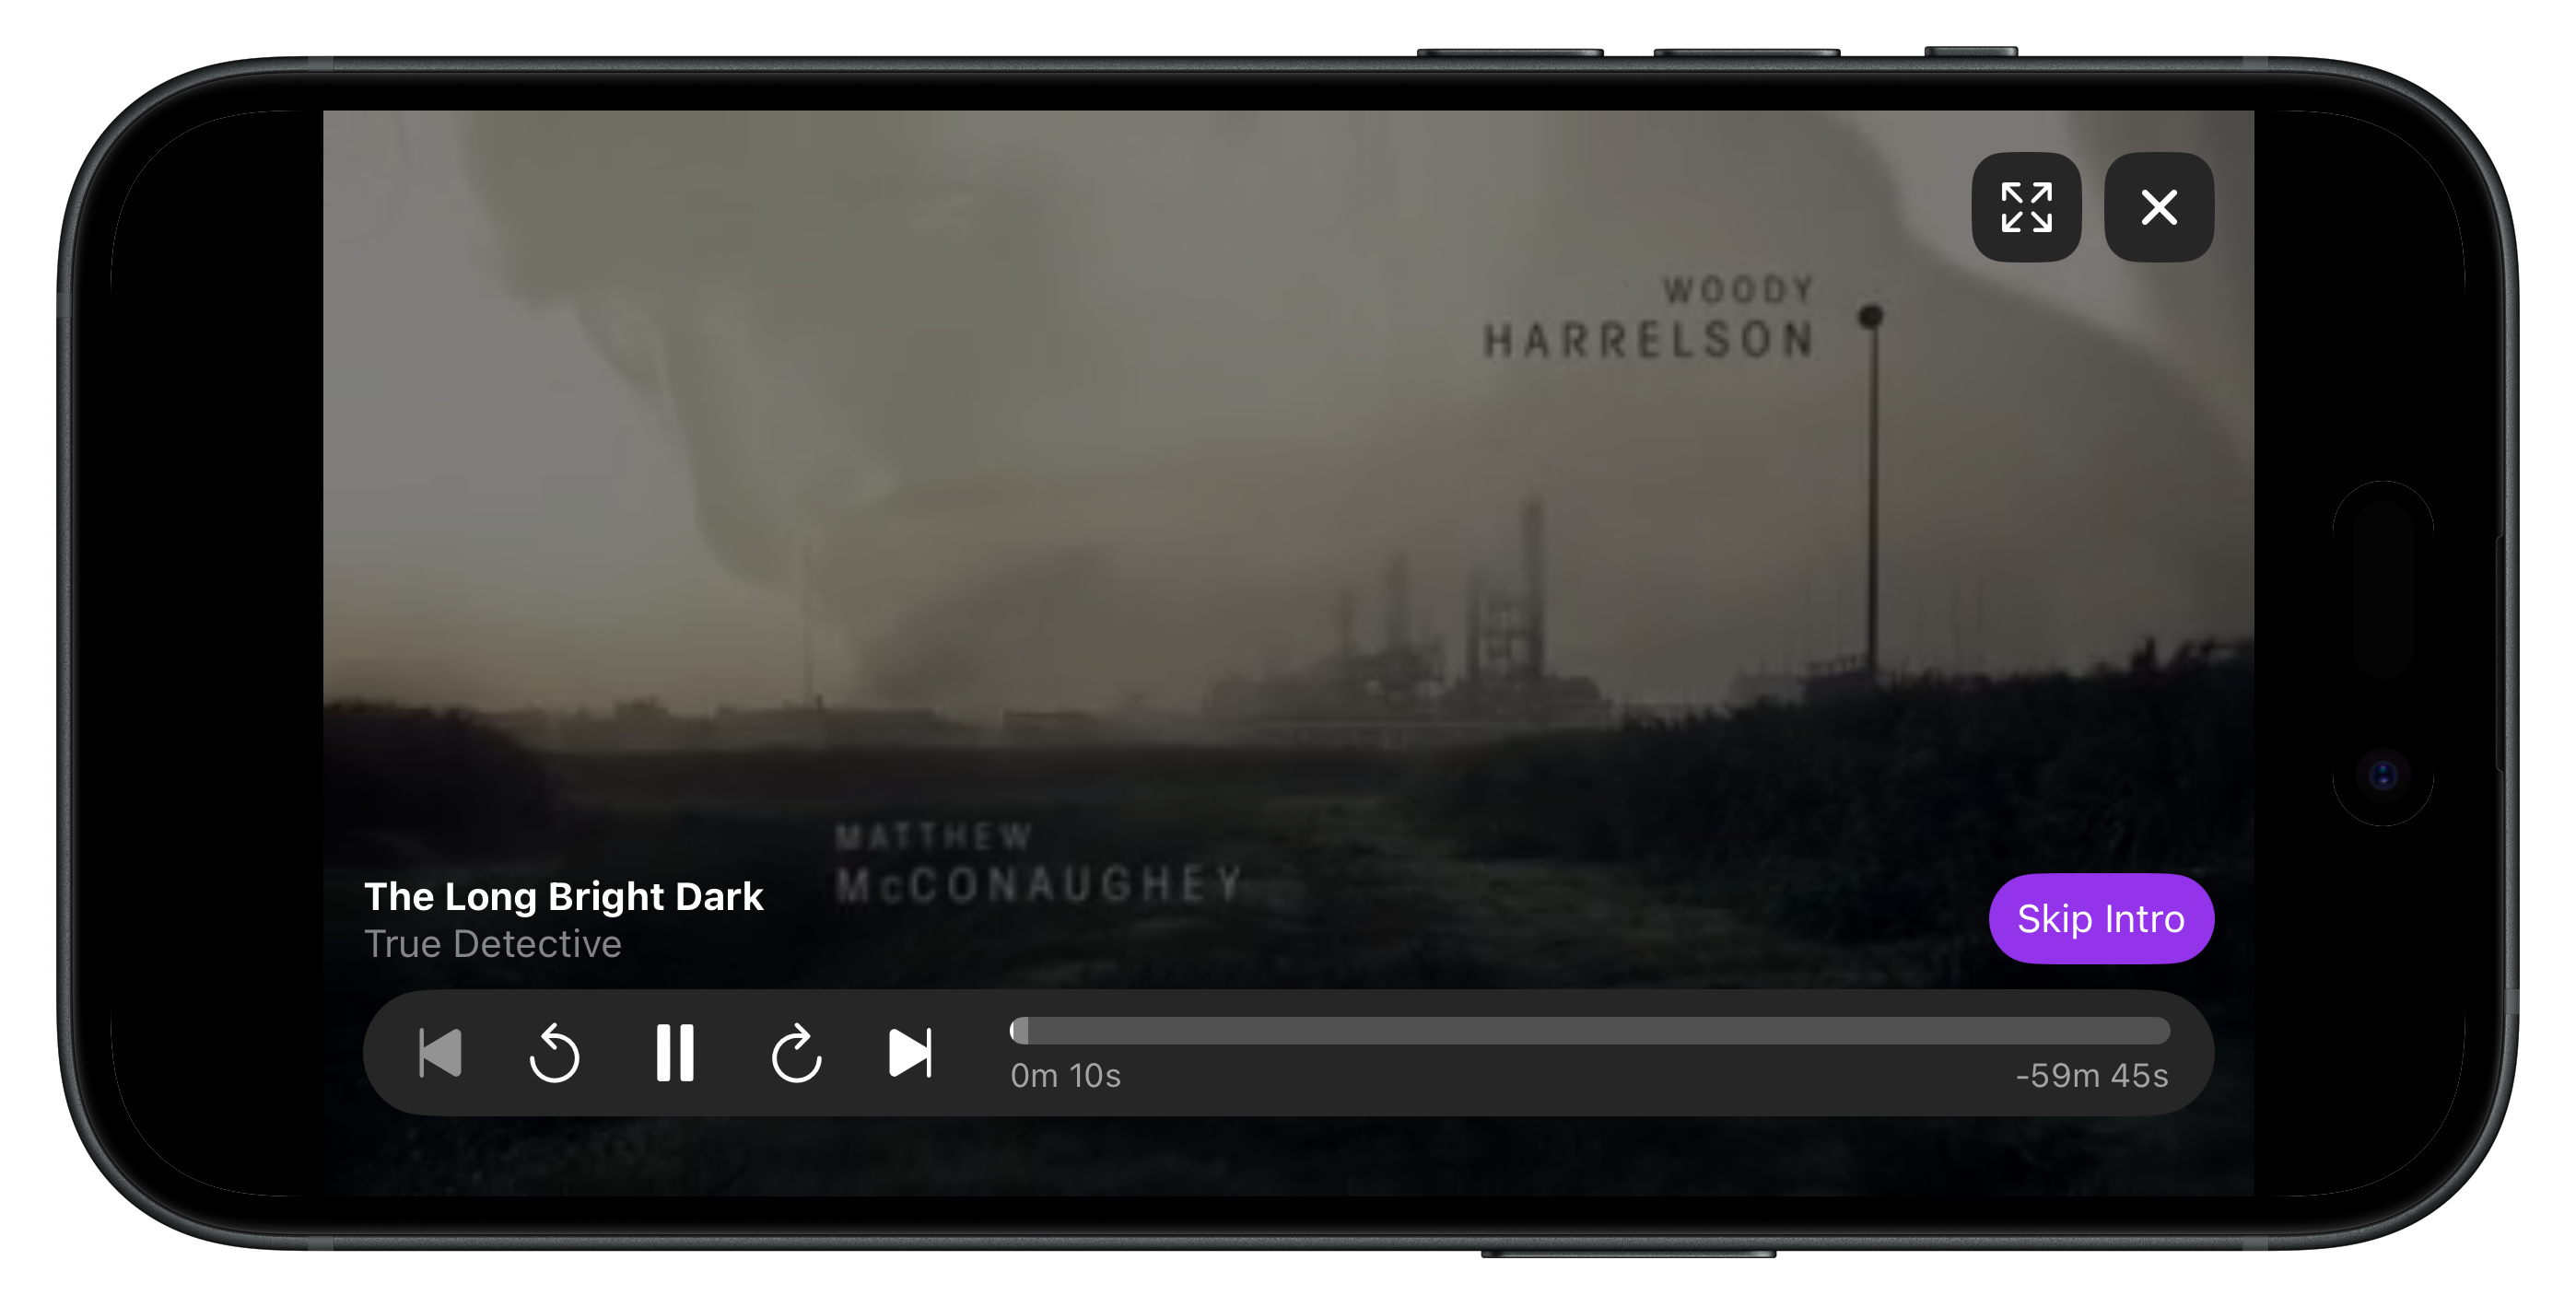 WOODY
HARRELSON
MATTHEW
McCONAUGHEY
The Long Bright Dark
True Detective
Skip Intro
0m 10s
-59m 45s